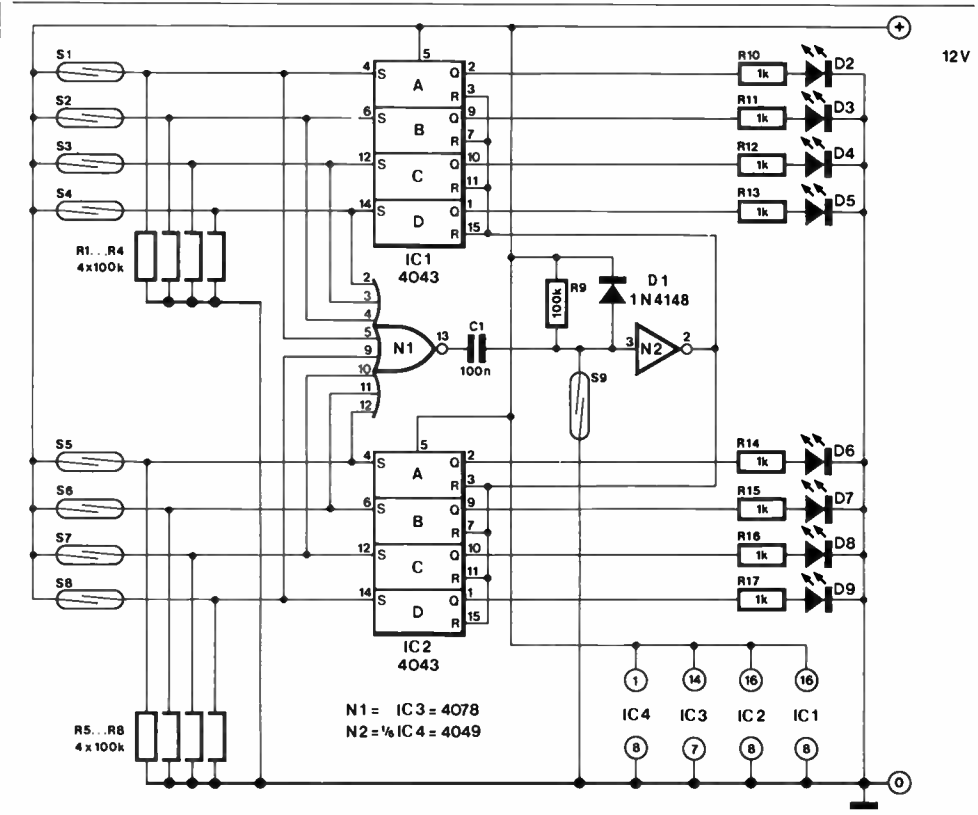 +
12V
S1
S2
S3
S4
R1...R4
4x100k
4 S A Q 2
5
R 3
6 S B Q 9
R 7
12 S C Q 10
R 11
14 S D Q 1
R 15
IC1
4043
R10
1k
D2
R11
1k
D3
R12
1k
D4
R13
1k
D5
2
3
4
5
9
10
11
12
N1
13
C1
100n
R9
100k
D1
1N4148
S9
3 N2 2
S5
S6
S7
S8
R5...R8
4x100k
5
4 S A Q 2
R 3
6 S B Q 9
R 7
12 S C Q 10
R 11
14 S D Q 1
R 15
IC2
4043
R14
1k
D6
R15
1k
D7
R16
1k
D8
R17
1k
D9
N1 = IC3 = 4078
N2 = 1/6 IC4 = 4049
1 14 16 16
IC4 IC3 IC2 IC1
8 7 8 8
0